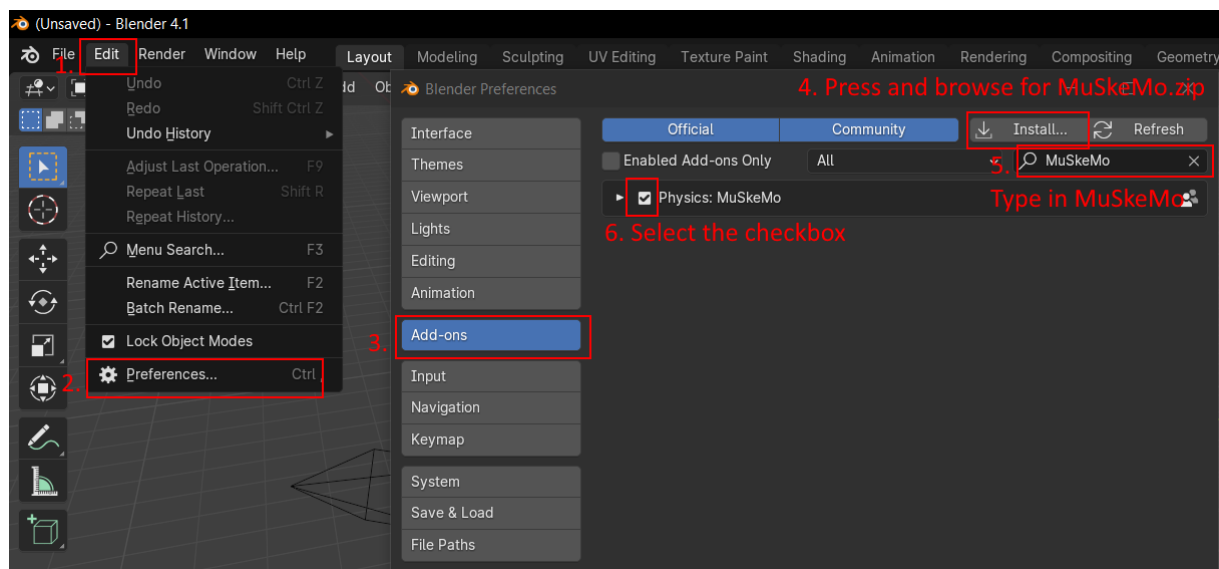 (Unsaved) - Blender 4.1
File Edit Render Window Help Layout Modeling Sculpting UV Editing Texture Paint Shading Animation Rendering Compositing Geometry
1.
Undo Ctrl Z
Redo Shift Ctrl Z
Undo History
Adjust Last Operation... F9
Repeat Last Shift R
Repeat History...
Menu Search... F3
Rename Active Item... F2
Batch Rename... Ctrl F2
Lock Object Modes
2. Preferences... Ctrl ,
Blender Preferences
4. Press and browse for MuSkeMo.zip
Interface
Themes
Viewport
Lights
Editing
Animation
3. Add-ons
Input
Navigation
Keymap
System
Save & Load
File Paths
Official Community Install... Refresh
Enabled Add-ons Only All 5. MuSkeMo
Physics: MuSkeMo Type in MuSkeMo
6. Select the checkbox